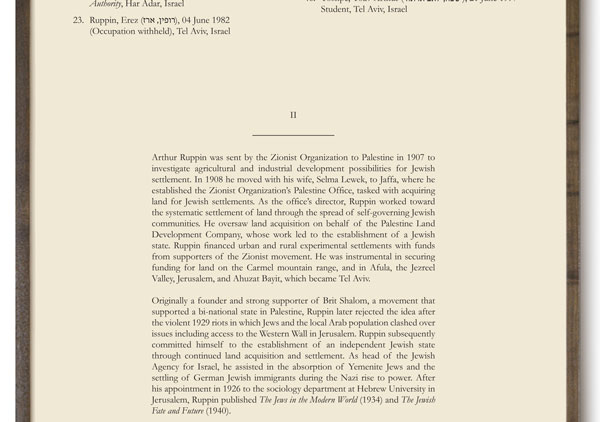 Authority, Har Adar, Israel
23. Ruppin, Erez (רופין, ארז), 04 June 1982
(Occupation withheld), Tel Aviv, Israel
Student, Tel Aviv, Israel
II
Arthur Ruppin was sent by the Zionist Organization to Palestine in 1907 to
investigate agricultural and industrial development possibilities for Jewish
settlement. In 1908 he moved with his wife, Selma Lewek, to Jaffa, where he
established the Zionist Organization's Palestine Office, tasked with acquiring
land for Jewish settlements. As the office's director, Ruppin worked toward
the systematic settlement of land through the spread of self-governing Jewish
communities. He oversaw land acquisition on behalf of the Palestine Land
Development Company, whose work led to the establishment of a Jewish
state. Ruppin financed urban and rural experimental settlements with funds
from supporters of the Zionist movement. He was instrumental in securing
funding for land on the Carmel mountain range, and in Afula, the Jezreel
Valley, Jerusalem, and Ahuzat Bayit, which became Tel Aviv.
Originally a founder and strong supporter of Brit Shalom, a movement that
supported a bi-national state in Palestine, Ruppin later rejected the idea after
the violent 1929 riots in which Jews and the local Arab population clashed over
issues including access to the Western Wall in Jerusalem. Ruppin subsequently
committed himself to the establishment of an independent Jewish state
through continued land acquisition and settlement. As head of the Jewish
Agency for Israel, he assisted in the absorption of Yemenite Jews and the
settling of German Jewish immigrants during the Nazi rise to power. After
his appointment in 1926 to the sociology department at Hebrew University in
Jerusalem, Ruppin published The Jews in the Modern World (1934) and The Jewish
Fate and Future (1940).